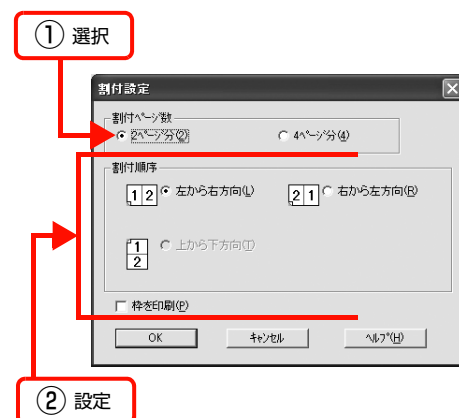 ① 選択
割付設定
割付ページ数
2ページ分(2) 4ページ分(4)
割付順序
1 2 左から右方向(L) 2 1 右から左方向(R)
1 上から下方向(T)
2
枠を印刷(P)
OK キャンセル ヘルプ(H)
② 設定